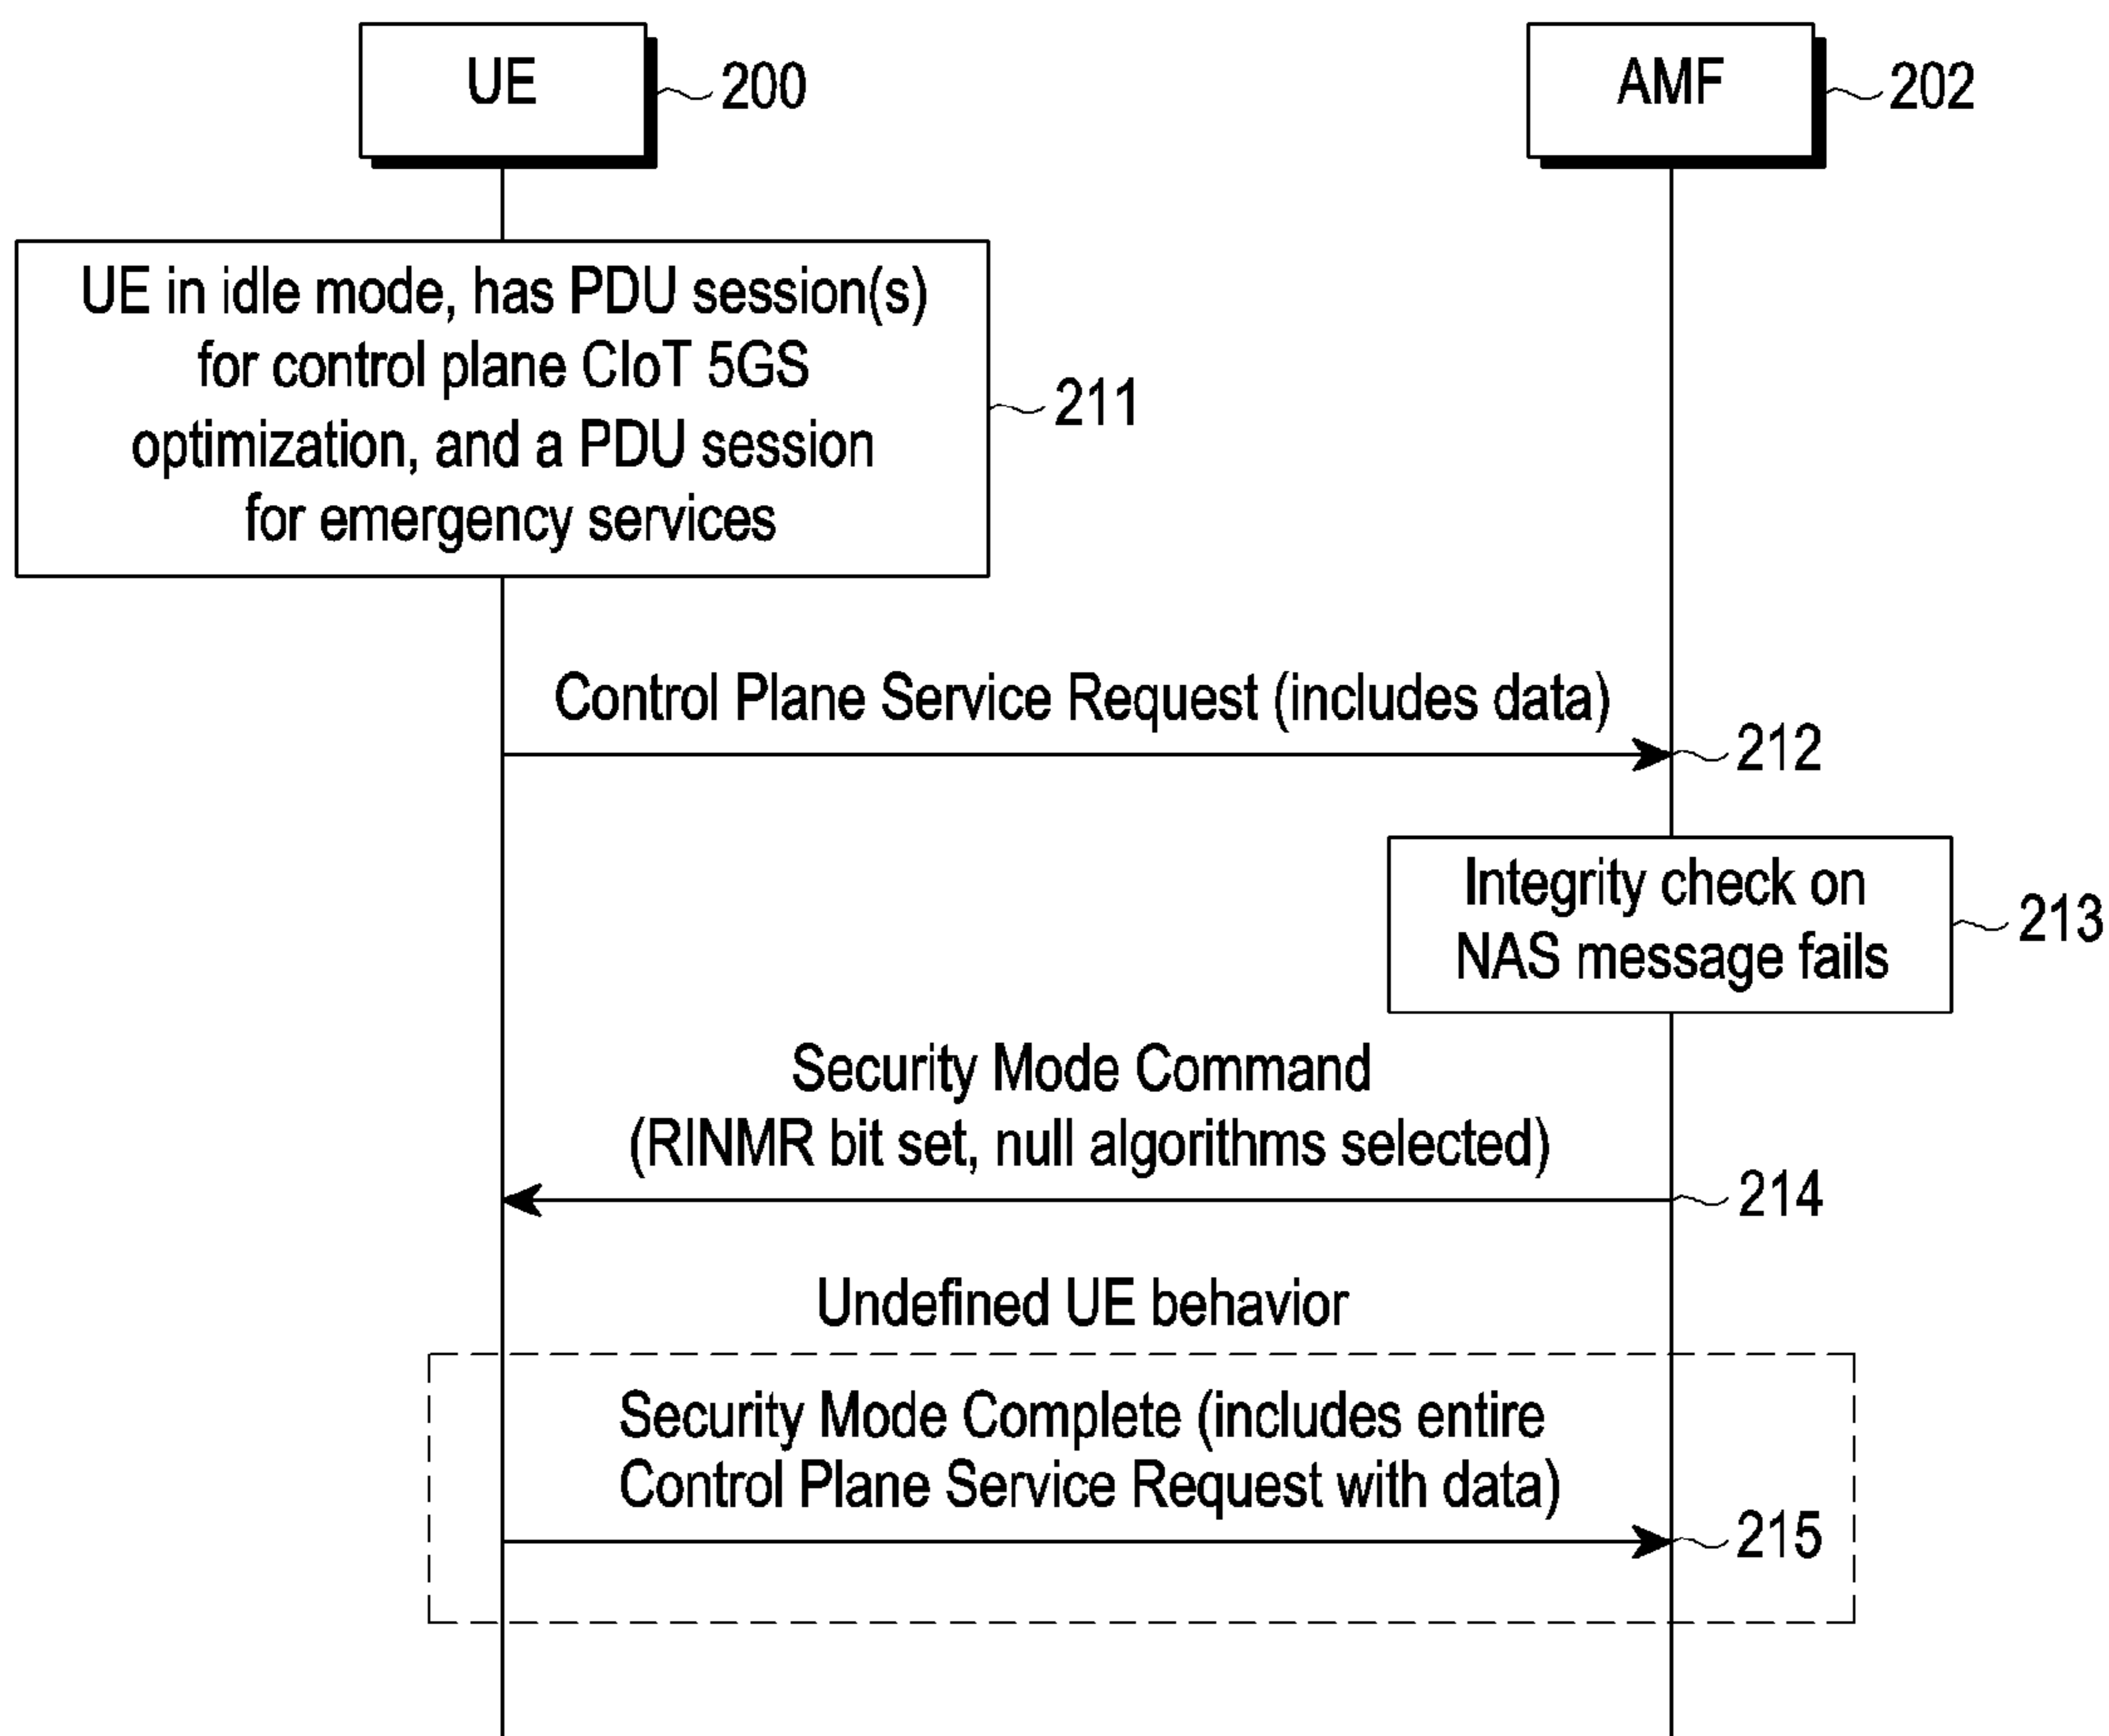 UE
200
AMF
202
UE in idle mode, has PDU session(s)
for control plane CIoT 5GS
optimization, and a PDU session
for emergency services
211
Control Plane Service Request (includes data)
212
Integrity check on
NAS message fails
213
Security Mode Command
(RINMR bit set, null algorithms selected)
214
Undefined UE behavior
Security Mode Complete (includes entire
Control Plane Service Request with data)
215